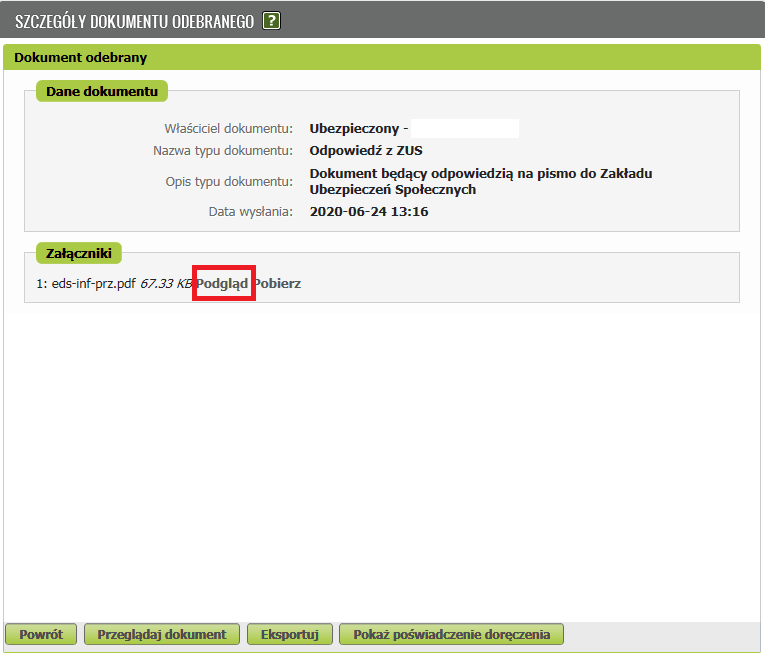 SZCZEGÓŁY DOKUMENTU ODEBRANEGO ?
Dokument odebrany
Dane dokumentu
Właściciel dokumentu: Ubezpieczony -
Nazwa typu dokumentu: Odpowiedź z ZUS
Opis typu dokumentu: Dokument będący odpowiedzią na pismo do Zakładu
Ubezpieczeń Społecznych
Data wysłania: 2020-06-24 13:16
Załączniki
1: eds-inf-prz.pdf 67.33 KB Podgląd Pobierz
Powrót Przeglądaj dokument Eksportuj Pokaż poświadczenie doręczenia